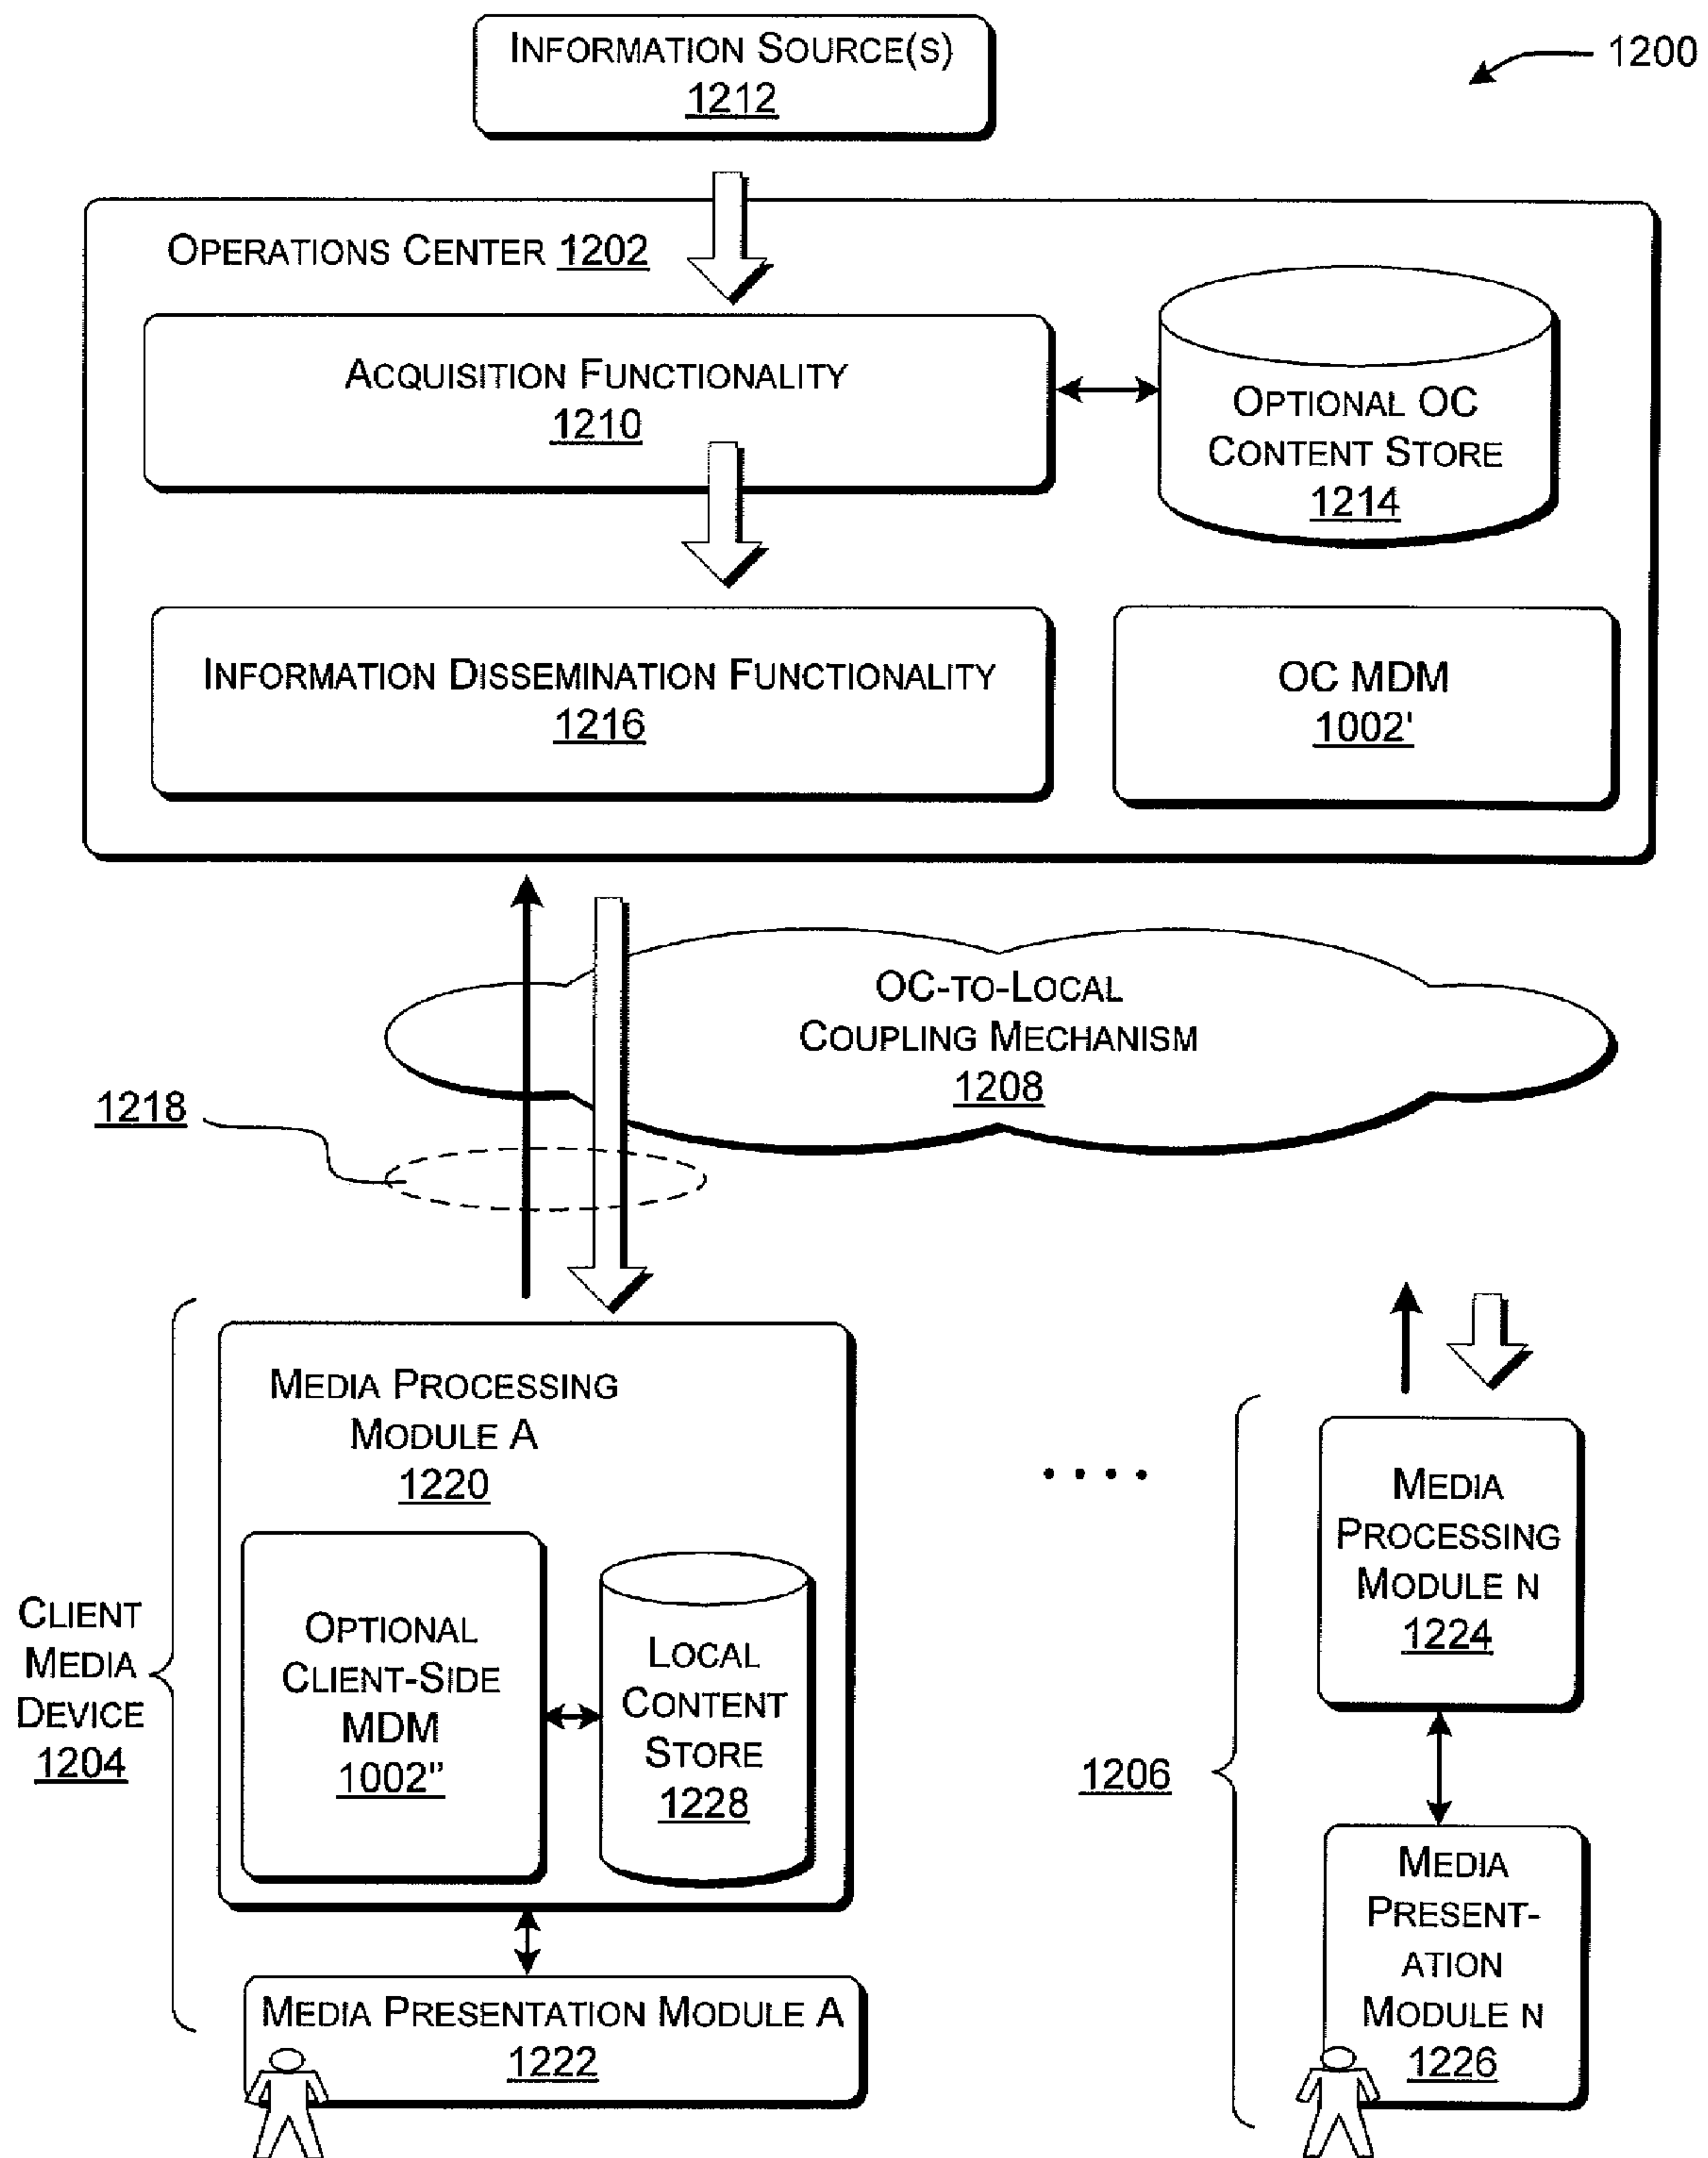 INFORMATION SOURCE(S)
1212
1200
OPERATIONS CENTER 1202
ACQUISITION FUNCTIONALITY
1210
OPTIONAL OC
CONTENT STORE
1214
INFORMATION DISSEMINATION FUNCTIONALITY
1216
OC MDM
1002'
OC-TO-LOCAL
COUPLING MECHANISM
1208
1218
MEDIA PROCESSING
MODULE A
1220
OPTIONAL
CLIENT-SIDE
MDM
1002"
LOCAL
CONTENT
STORE
1228
CLIENT
MEDIA
DEVICE
1204
MEDIA PRESENTATION MODULE A
1222
....
1206
MEDIA
PROCESSING
MODULE N
1224
MEDIA
PRESENT-
ATION
MODULE N
1226